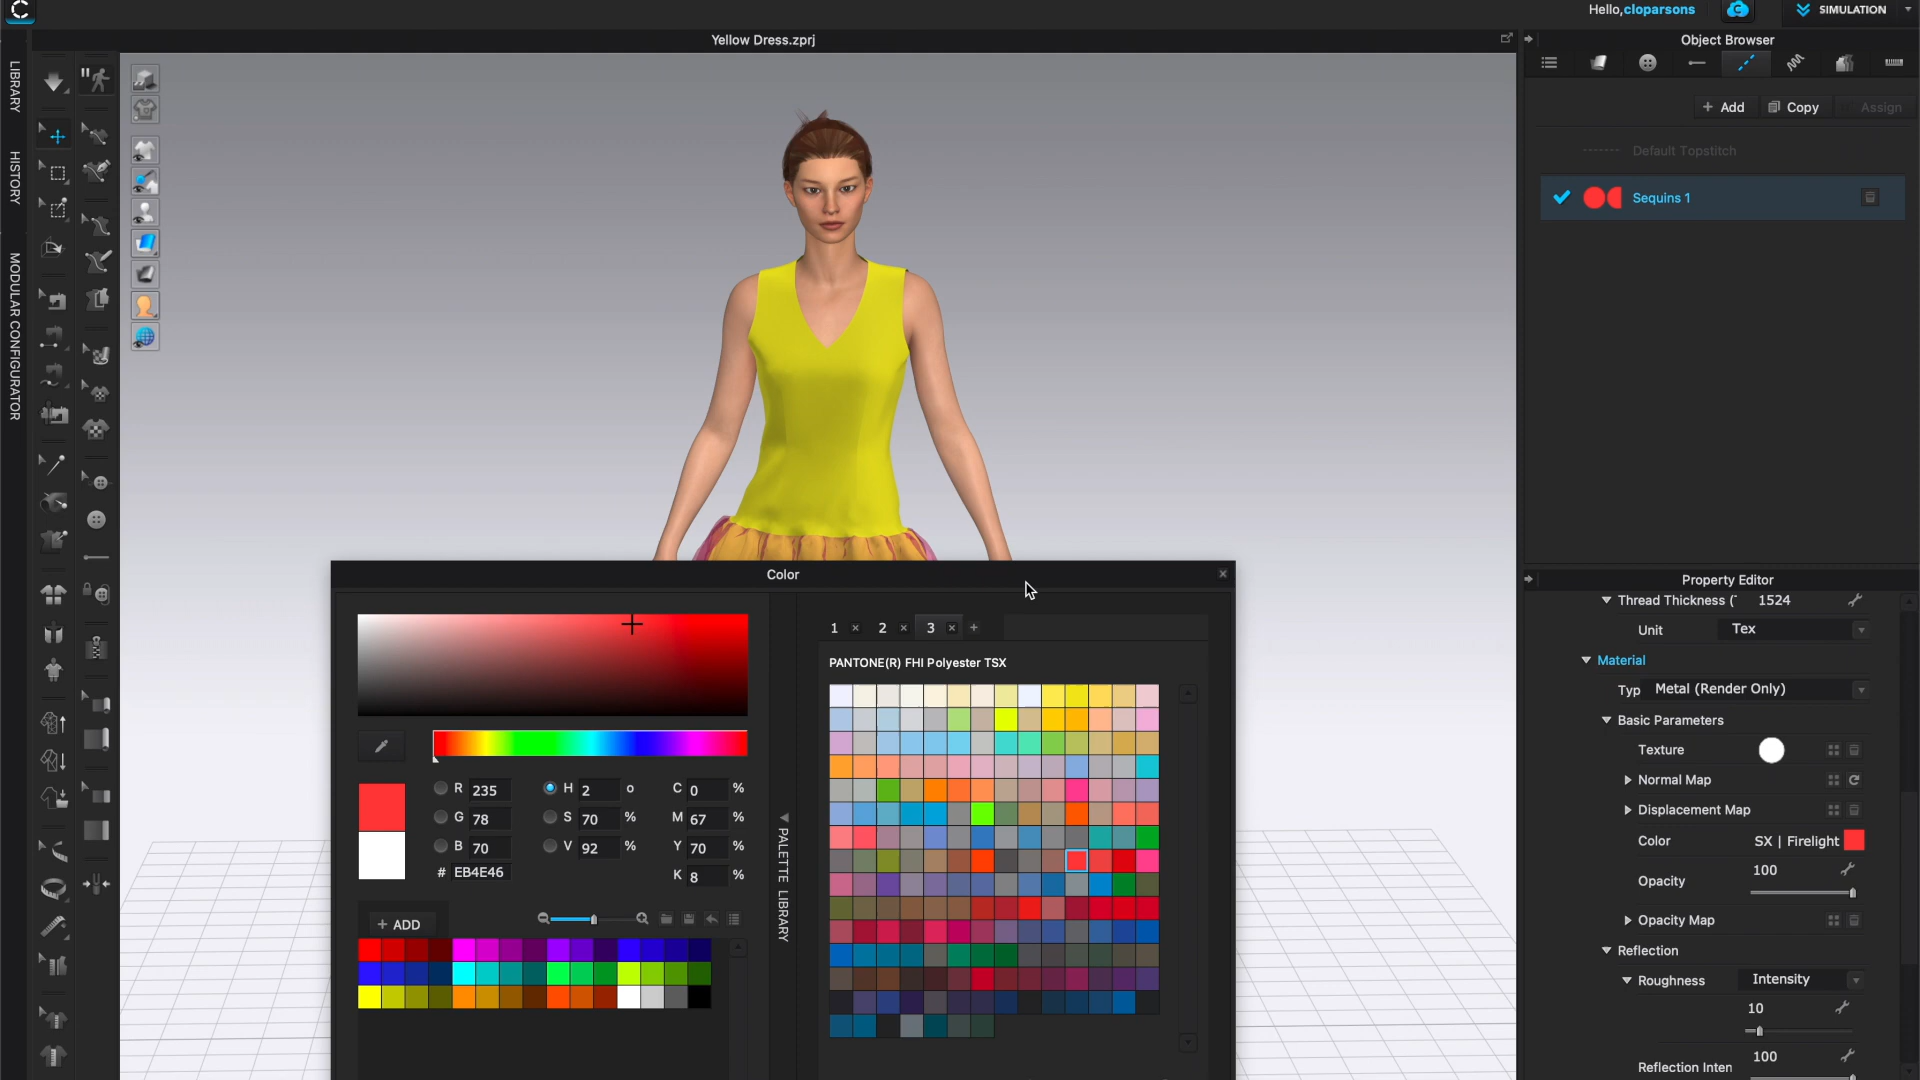 Hello,cloparsons
SIMULATION
Yellow Dress.zprj
Object Browser
LIBRARY
HISTORY
MODULAR CONFIGURATOR
+ Add
Copy
Assign
Default Topstitch
Sequins 1
Color
1
2
3
PANTONE(R) FHI Polyester TSX
R 235
H 2 o
C 0 %
G 78
S 70 %
M 67 %
B 70
V 92 %
Y 70 %
# EB4E46
K 8 %
+ ADD
PALETTE LIBRARY
Property Editor
Thread Thickness (
1524
Unit
Tex
Material
Typ
Metal (Render Only)
Basic Parameters
Texture
Normal Map
Displacement Map
Color
SX | Firelight
Opacity
100
Opacity Map
Reflection
Roughness
Intensity
10
Reflection Inten
100